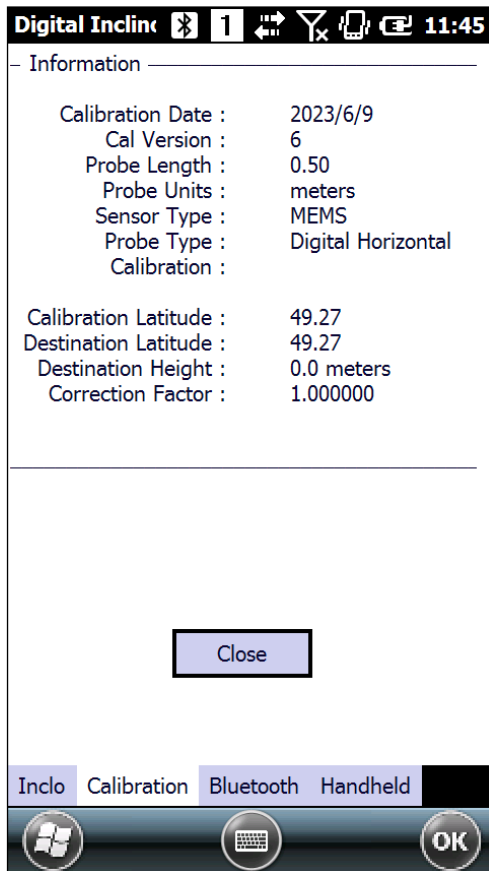 Digital Inclinc 1 11:45
Information
Calibration Date : 2023/6/9
Cal Version : 6
Probe Length : 0.50
Probe Units : meters
Sensor Type : MEMS
Probe Type : Digital Horizontal
Calibration :
Calibration Latitude : 49.27
Destination Latitude : 49.27
Destination Height : 0.0 meters
Correction Factor : 1.000000
Close
Inclo Calibration Bluetooth Handheld
OK